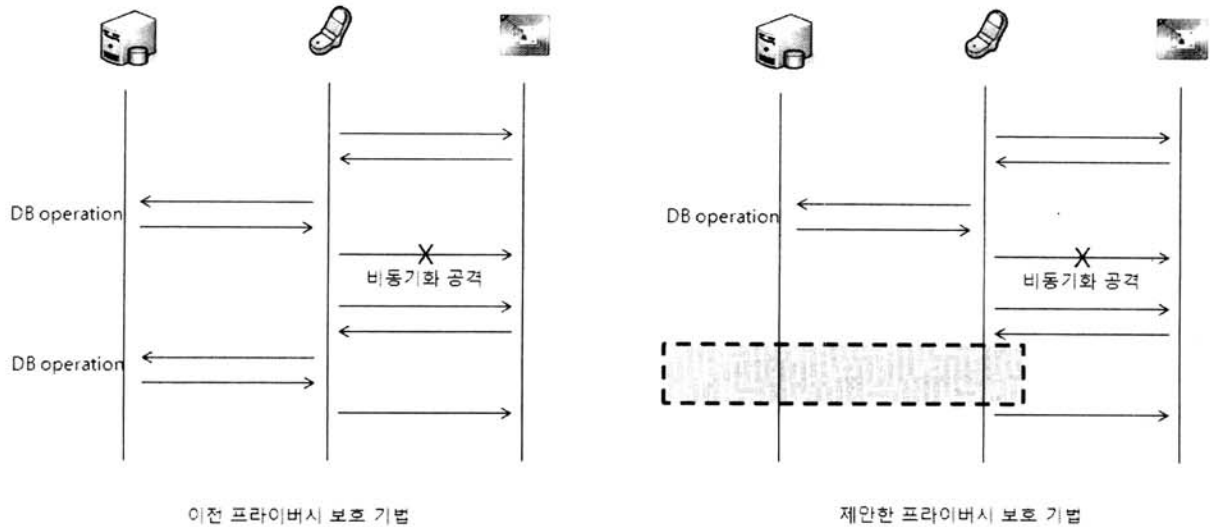 DB operation
비동기화 공격
DB operation
이전 프라이버시 보호 기법
DB operation
비동기화 공격
제안한 프라이버시 보호 기법